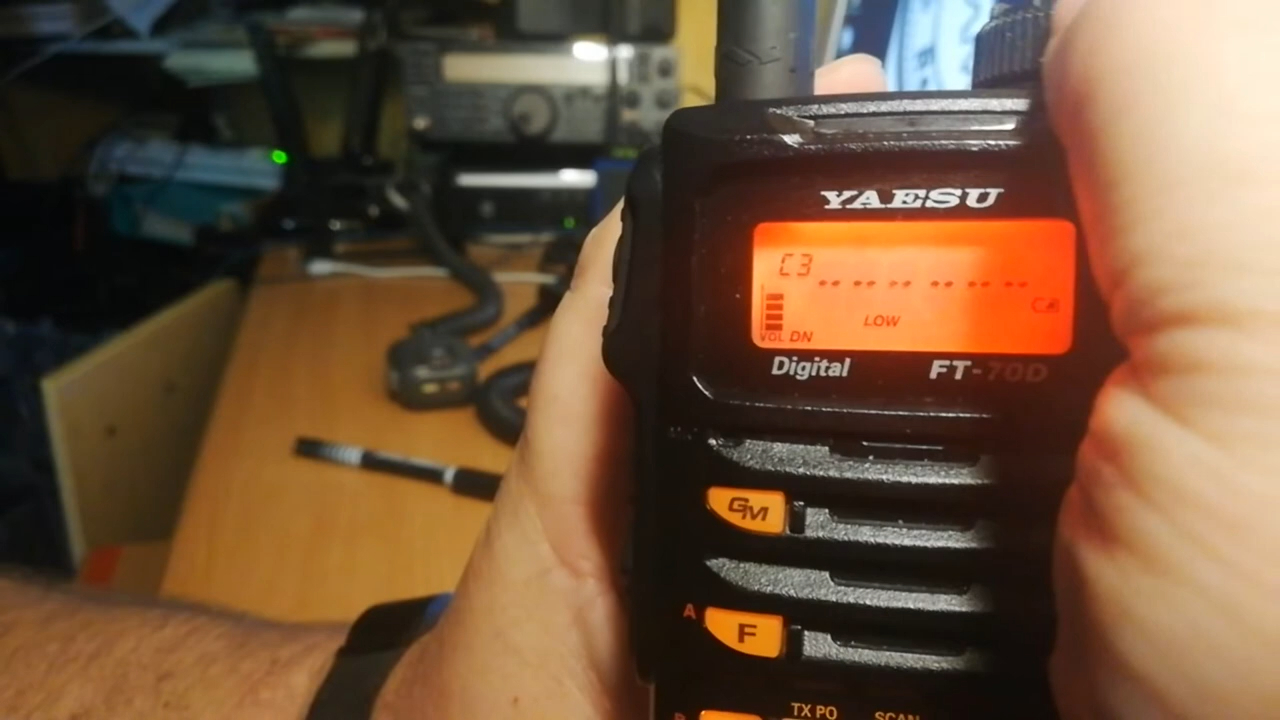 YAESU
C3
-- -- -- -- -- --
LOW
VOL DN
Digital FT-70D
GM
A
F
B
TX PO SCAN